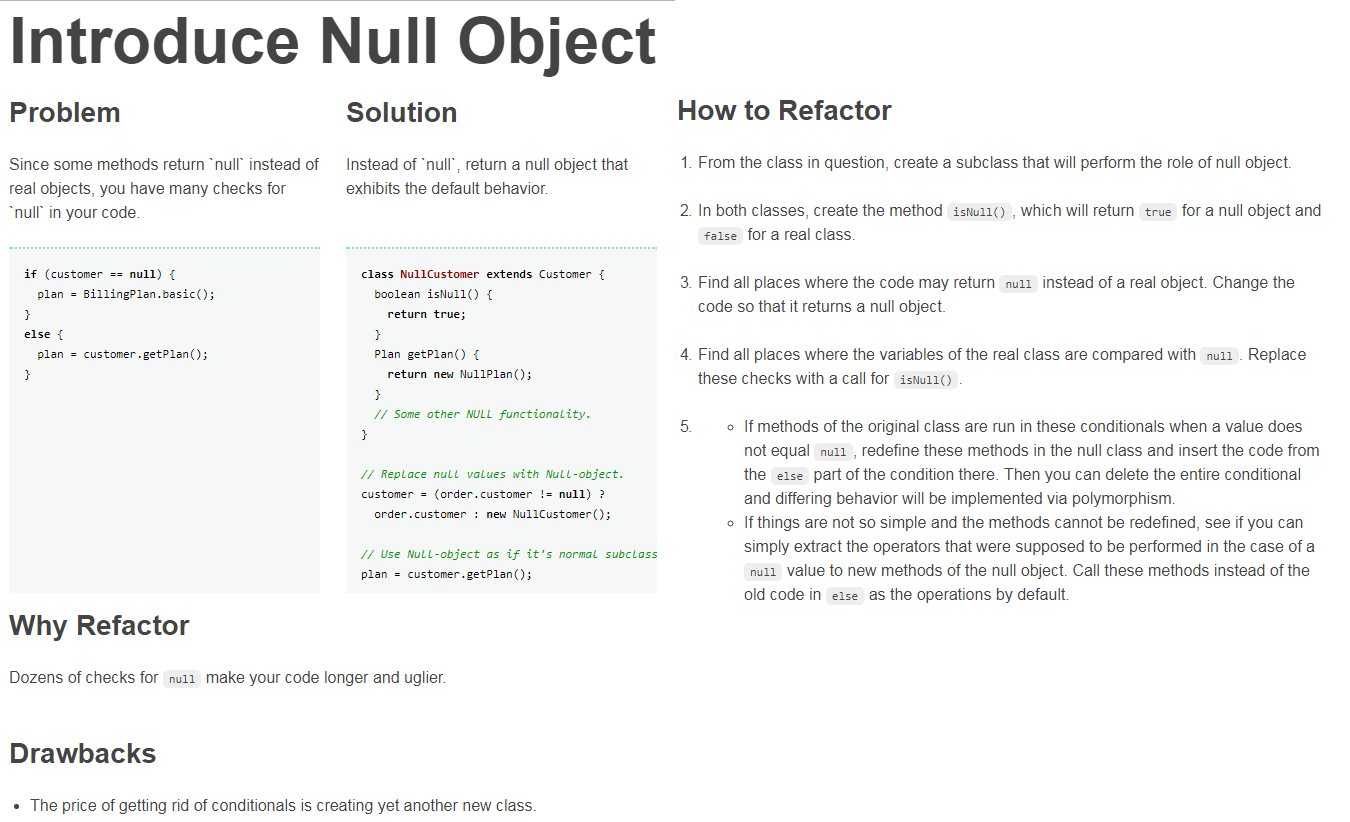 Introduce Null Object
Problem
Since some methods return `null` instead of
real objects, you have many checks for
`null` in your code.
if (customer == null) {
  plan = BillingPlan.basic();
}
else {
  plan = customer.getPlan();
}
Solution
Instead of `null`, return a null object that
exhibits the default behavior.
class NullCustomer extends Customer {
  boolean isNull() {
    return true;
  }
  Plan getPlan() {
    return new NullPlan();
  }
  // Some other NULL functionality.
}
// Replace null values with Null-object.
customer = (order.customer != null) ?
  order.customer : new NullCustomer();
// Use Null-object as if it's normal subclass
plan = customer.getPlan();
Why Refactor
Dozens of checks for null make your code longer and uglier.
Drawbacks
• The price of getting rid of conditionals is creating yet another new class.
How to Refactor
1. From the class in question, create a subclass that will perform the role of null object.
2. In both classes, create the method isNull() , which will return true for a null object and
false for a real class.
3. Find all places where the code may return null instead of a real object. Change the
code so that it returns a null object.
4. Find all places where the variables of the real class are compared with null . Replace
these checks with a call for isNull() .
5. ◦ If methods of the original class are run in these conditionals when a value does
not equal null , redefine these methods in the null class and insert the code from
the else part of the condition there. Then you can delete the entire conditional
and differing behavior will be implemented via polymorphism.
◦ If things are not so simple and the methods cannot be redefined, see if you can
simply extract the operators that were supposed to be performed in the case of a
null value to new methods of the null object. Call these methods instead of the
old code in else as the operations by default.